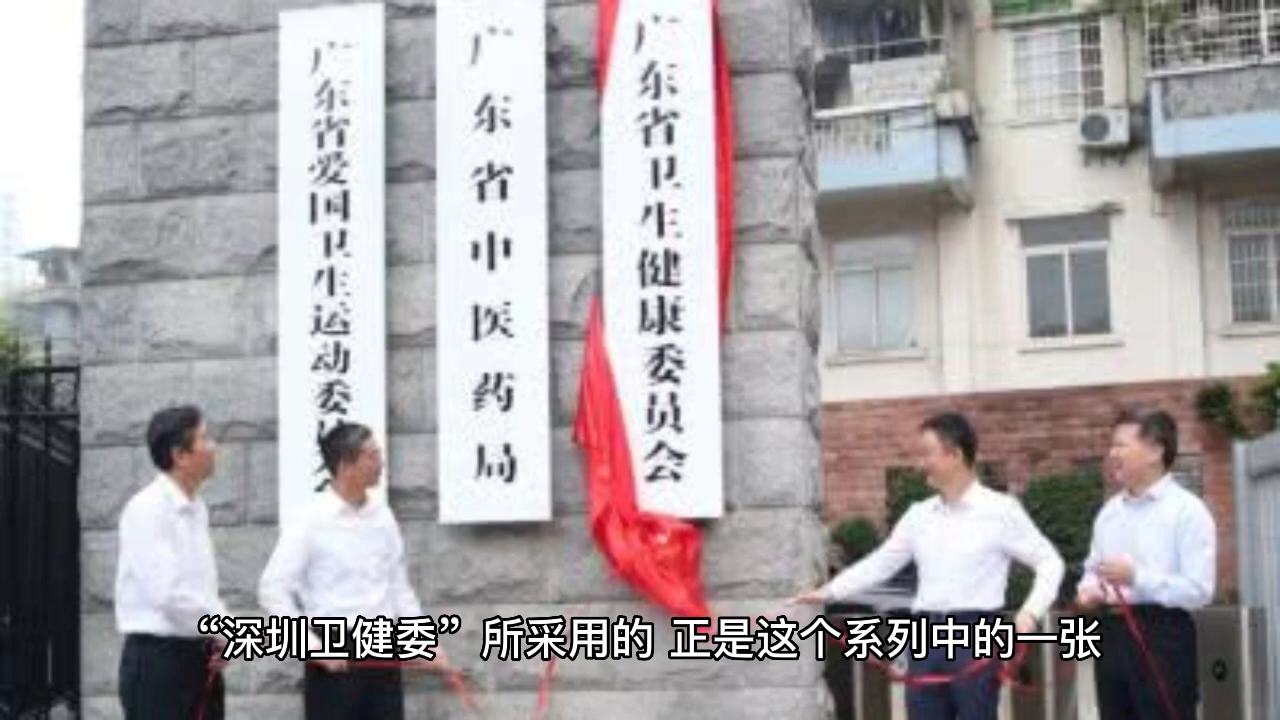 广东省爱国卫生运动委员会
广东省中医药局
广东省卫生健康委员会
“深圳卫健委”所采用的 正是这个系列中的一张